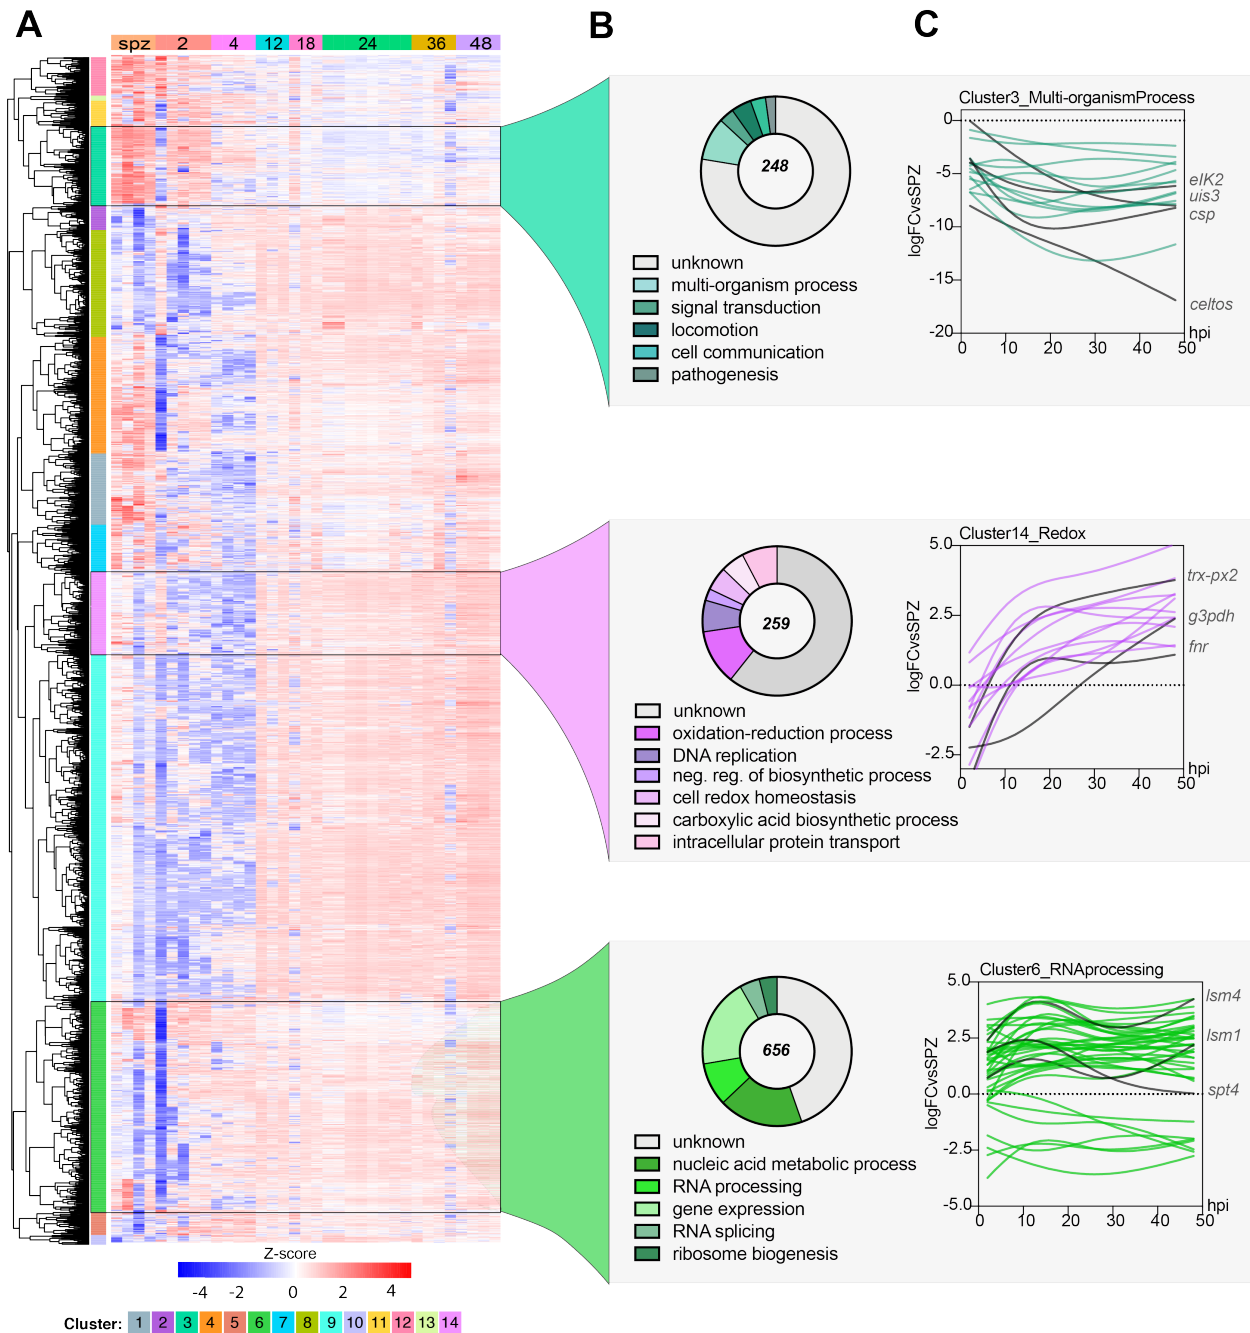 A
B
C
spz 2 4 12 18 24 36 48
248
unknown
multi-organism process
signal transduction
locomotion
cell communication
pathogenesis
Cluster3_Multi-organismProcess
logFCvsSPZ
0
-5
-10
-15
-20
0 10 20 30 40 50
hpi
eIK2
uis3
csp
celtos
259
unknown
oxidation-reduction process
DNA replication
neg. reg. of biosynthetic process
cell redox homeostasis
carboxylic acid biosynthetic process
intracellular protein transport
Cluster14_Redox
logFCvsSPZ
5.0
2.5
0.0
-2.5
0 10 20 30 40 50
hpi
trx-px2
g3pdh
fnr
656
unknown
nucleic acid metabolic process
RNA processing
gene expression
RNA splicing
ribosome biogenesis
Cluster6_RNAprocessing
logFCvsSPZ
5.0
2.5
0.0
-2.5
-5.0
0 10 20 30 40 50
hpi
lsm4
lsm1
spt4
Z-score
-4 -2 0 2 4
Cluster: 1 2 3 4 5 6 7 8 9 10 11 12 13 14